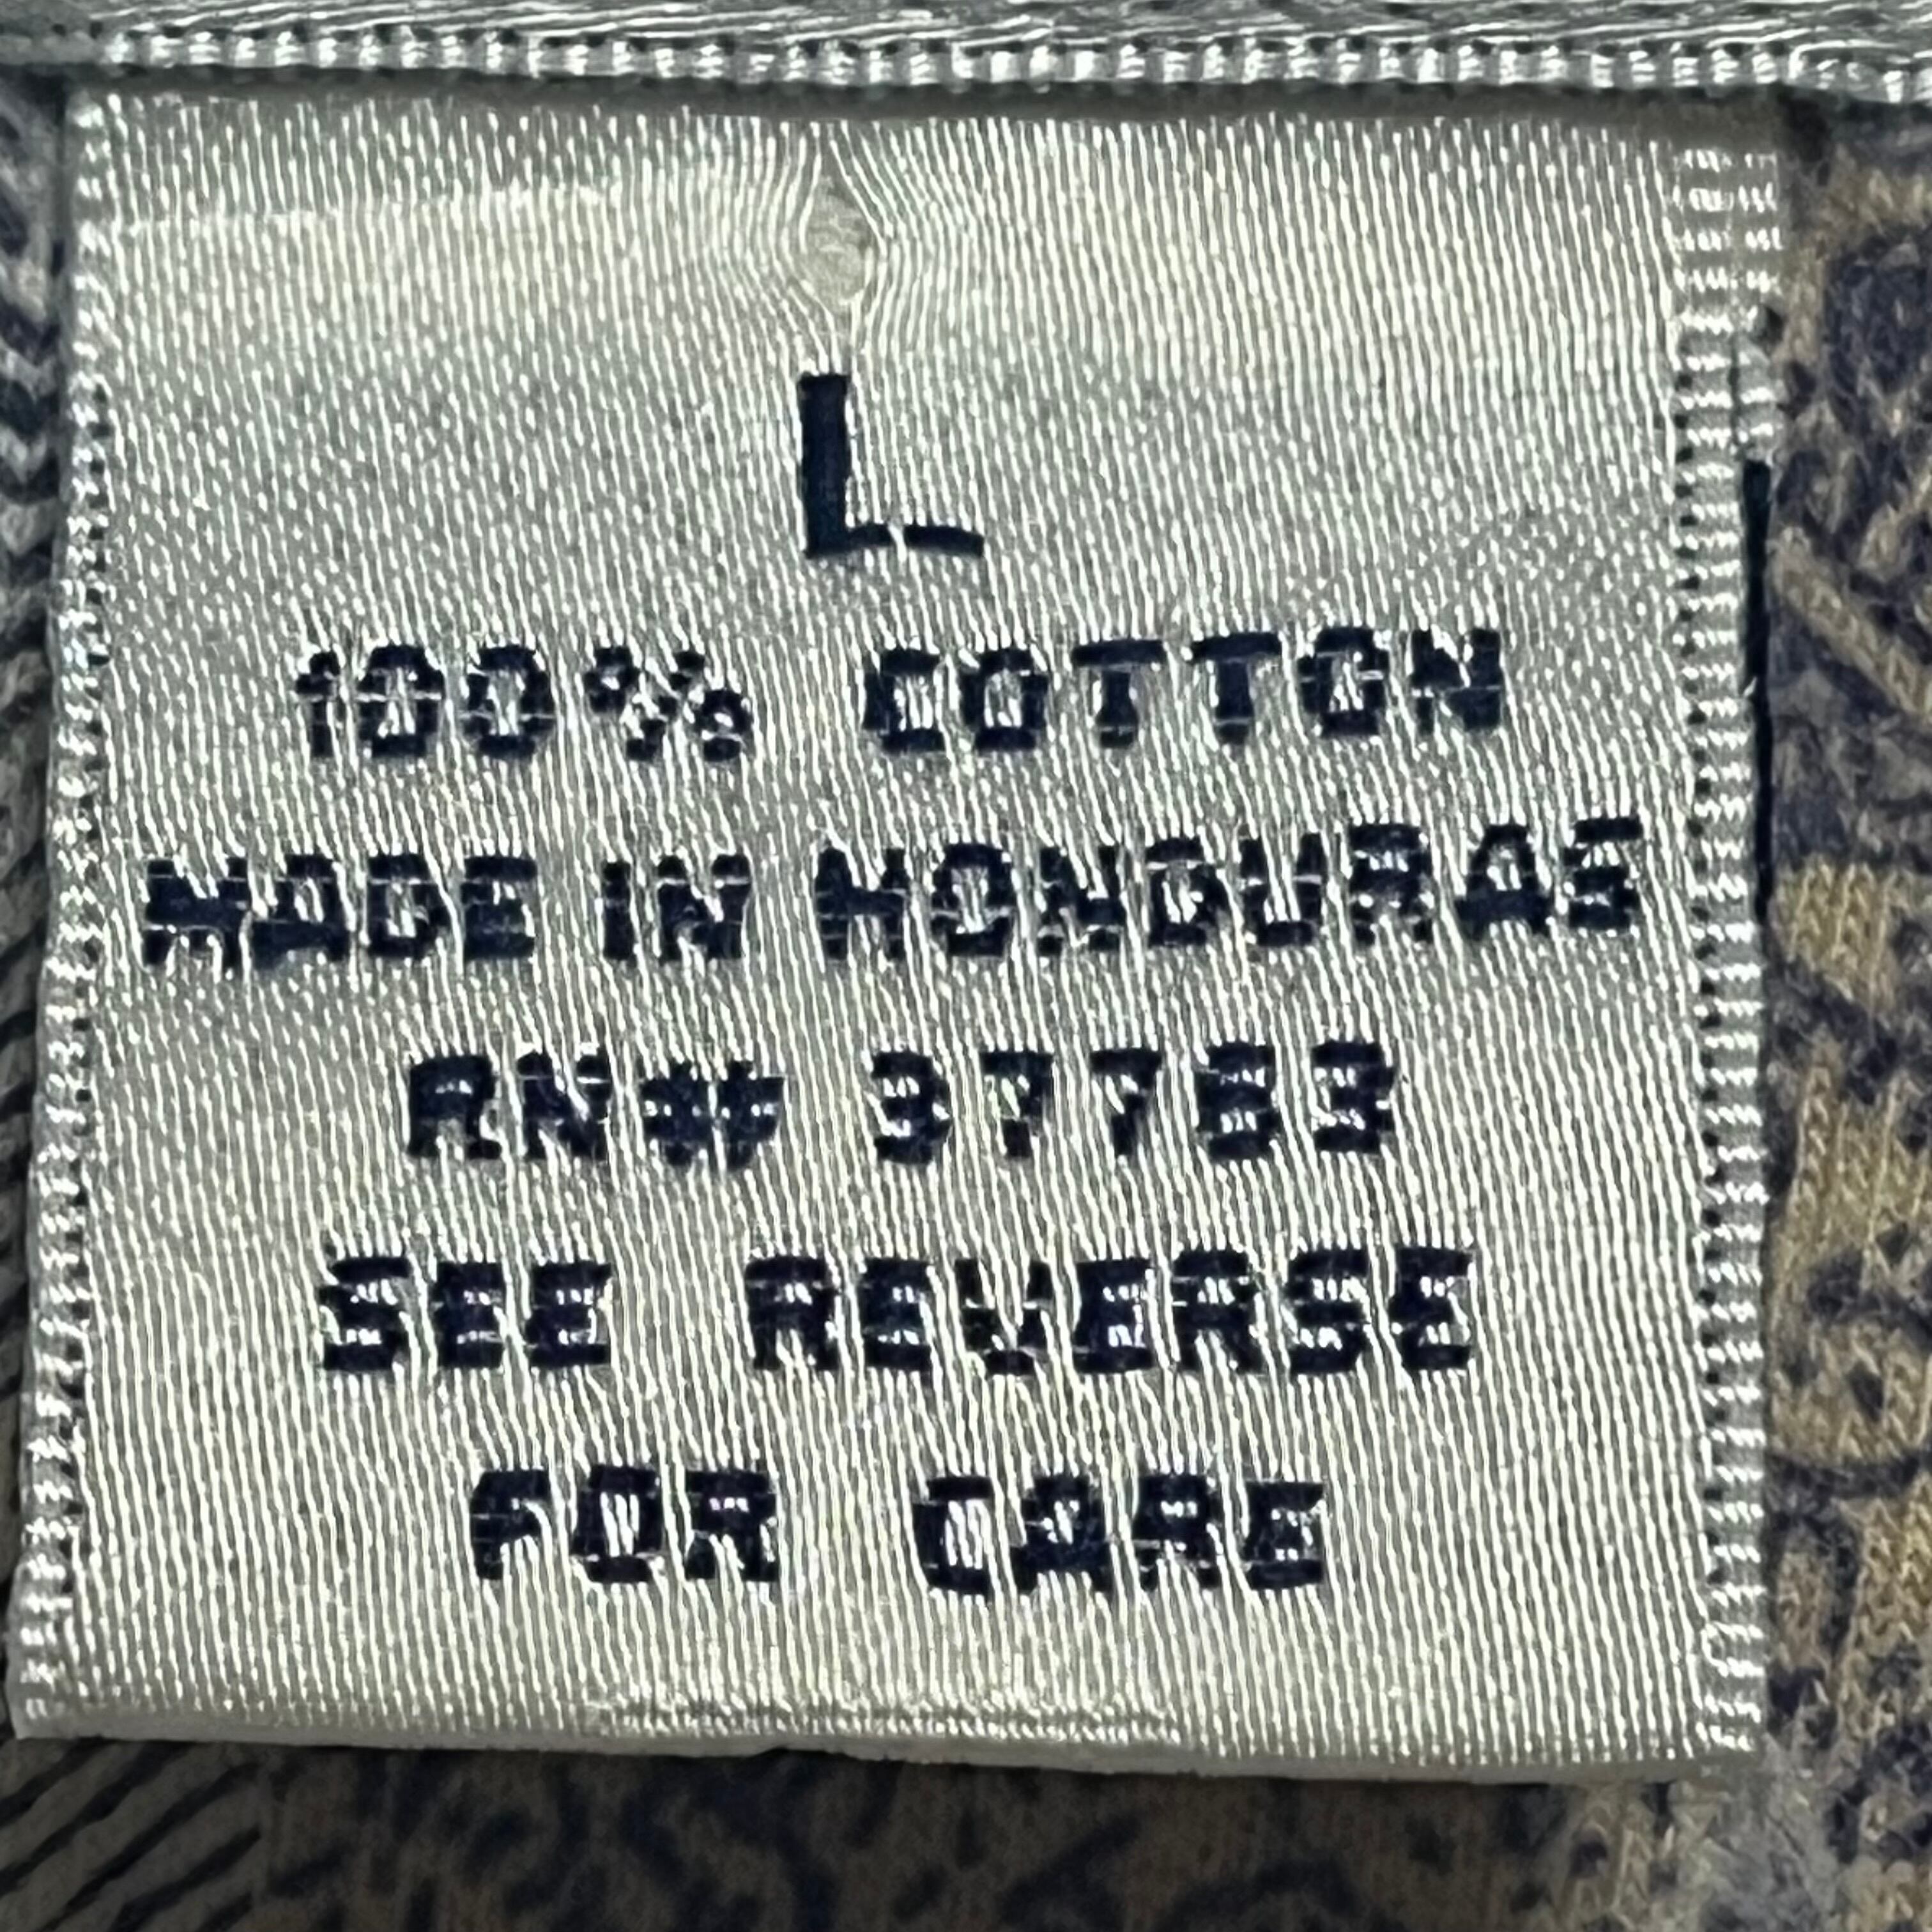 L
100% COTTON
MADE IN HONDURAS
RN# 37763
SEE REVERSE
FOR CARE